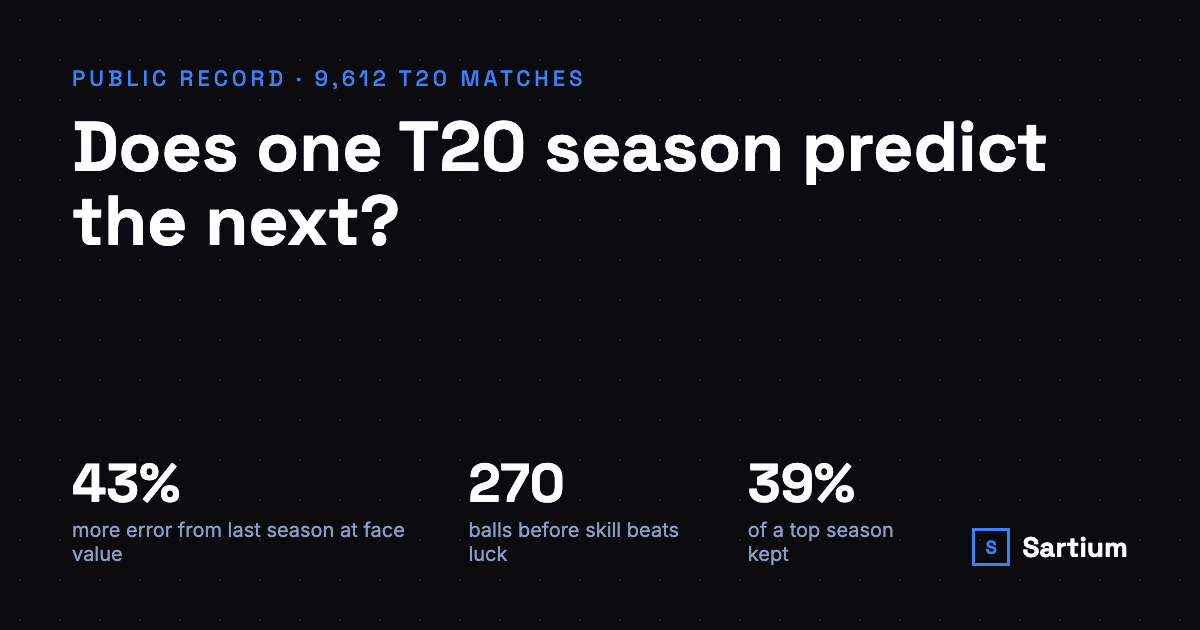 PUBLIC RECORD · 9,612 T20 MATCHES
Does one T20 season predict
the next?
43%
more error from last season at face
value
270
balls before skill beats
luck
39%
of a top season
kept
S
Sartium